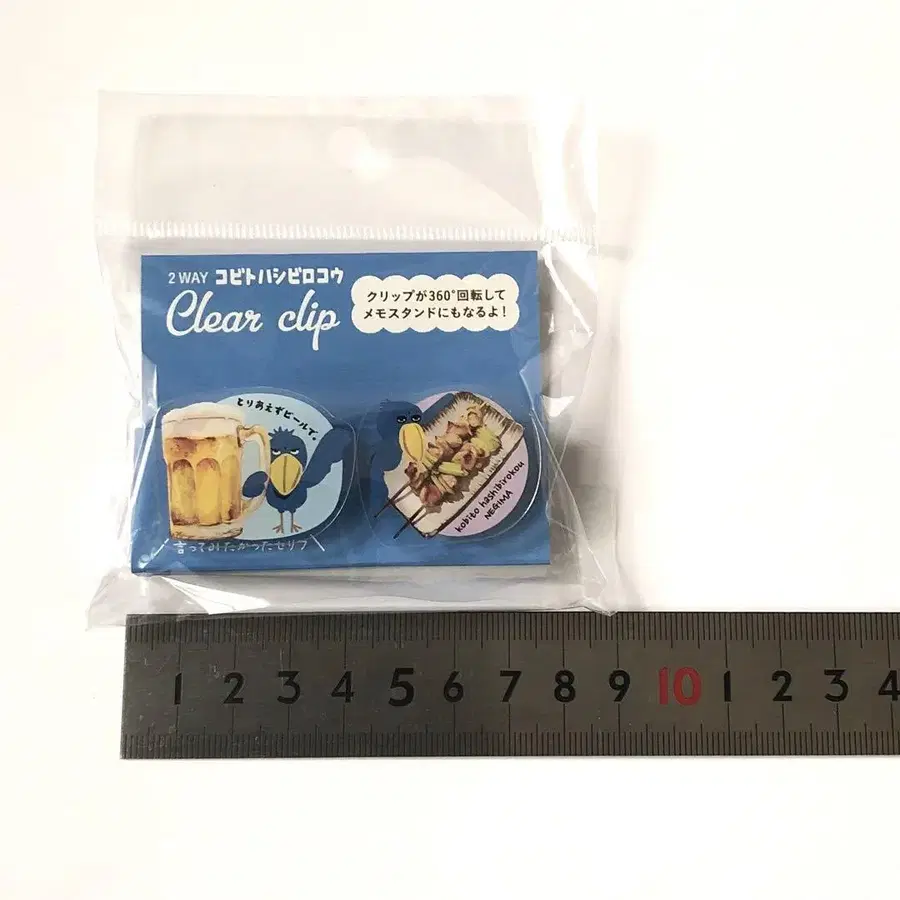 2WAY コビトハシビロコウ
Clear clip
クリップが360°回転して
メモスタンドにもなるよ!
とりあえずビールで。
言ってみたかったセリフ
kobito hashibirokou
NEGIMA
1 2 3 4 5 6 7 8 9 10 1 2 3 4